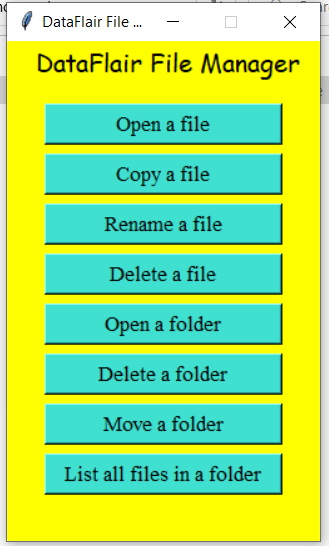 DataFlair File ...
DataFlair File Manager
Open a file
Copy a file
Rename a file
Delete a file
Open a folder
Delete a folder
Move a folder
List all files in a folder